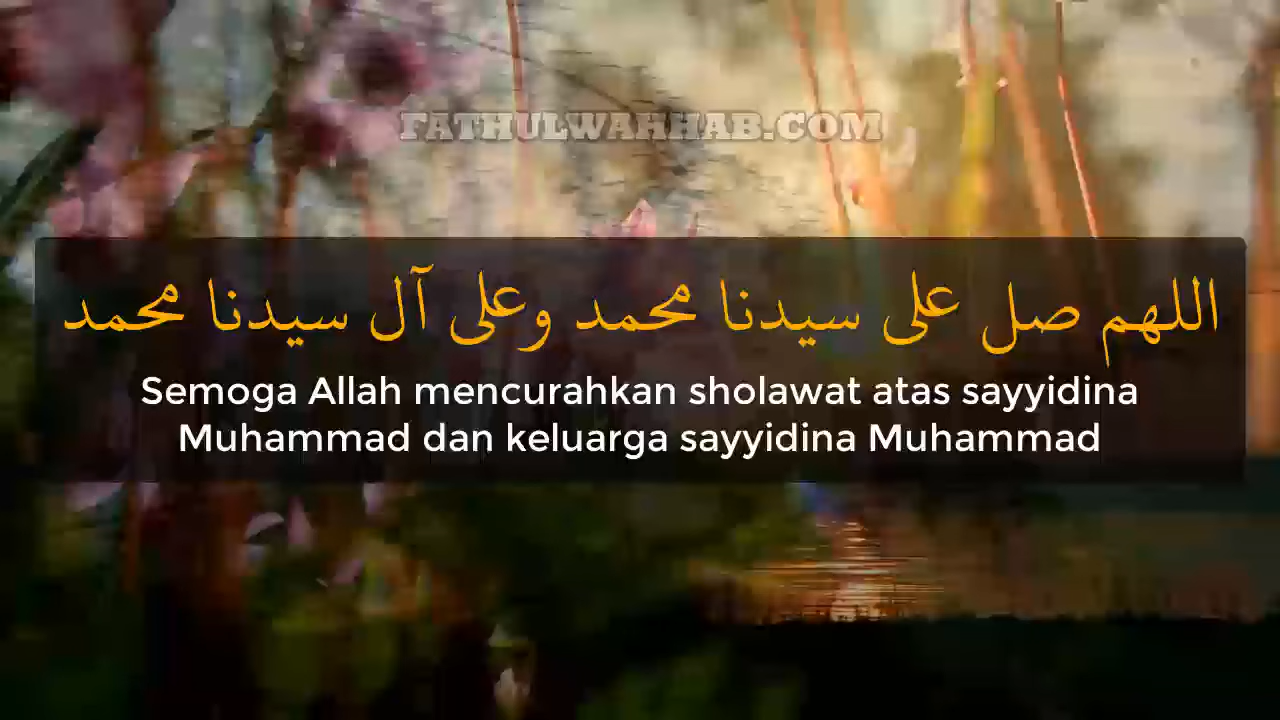 FATHULWAHHAB.COM
اللهم صل على سيدنا محمد وعلى آل سيدنا محمد
Semoga Allah mencurahkan sholawat atas sayyidina
Muhammad dan keluarga sayyidina Muhammad